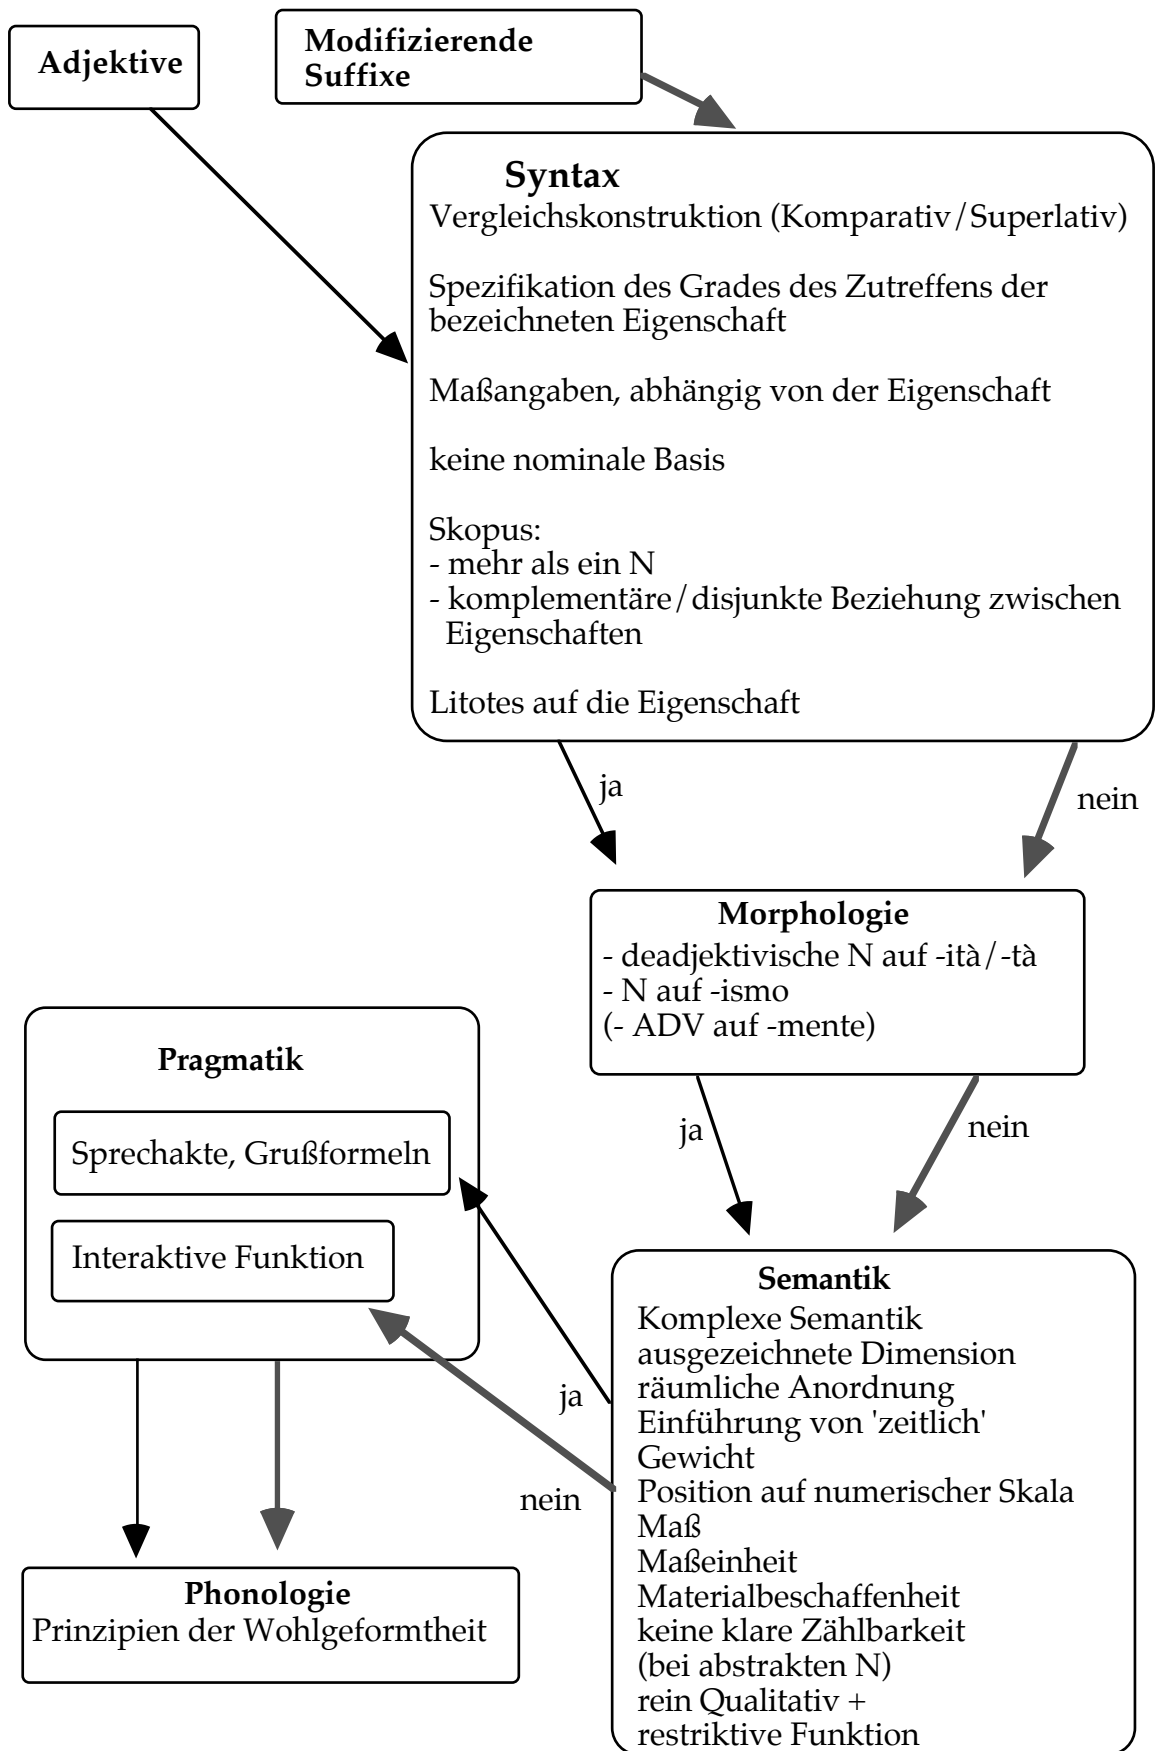 Adjektive
Modifizierende
Suffixe
Syntax
Vergleichskonstruktion (Komparativ/Superlativ)
Spezifikation des Grades des Zutreffens der
bezeichneten Eigenschaft
Maßangaben, abhängig von der Eigenschaft
keine nominale Basis
Skopus:
- mehr als ein N
- komplementäre/disjunkte Beziehung zwischen
Eigenschaften
Litotes auf die Eigenschaft
ja
nein
Morphologie
- deadjektivische N auf -ità/-tà
- N auf -ismo
(- ADV auf -mente)
ja
nein
Pragmatik
Sprechakte, Grußformeln
Interaktive Funktion
ja
nein
Semantik
Komplexe Semantik
ausgezeichnete Dimension
räumliche Anordnung
Einführung von 'zeitlich'
Gewicht
Position auf numerischer Skala
Maß
Maßeinheit
Materialbeschaffenheit
keine klare Zählbarkeit
(bei abstrakten N)
rein Qualitativ +
restriktive Funktion
Phonologie
Prinzipien der Wohlgeformtheit